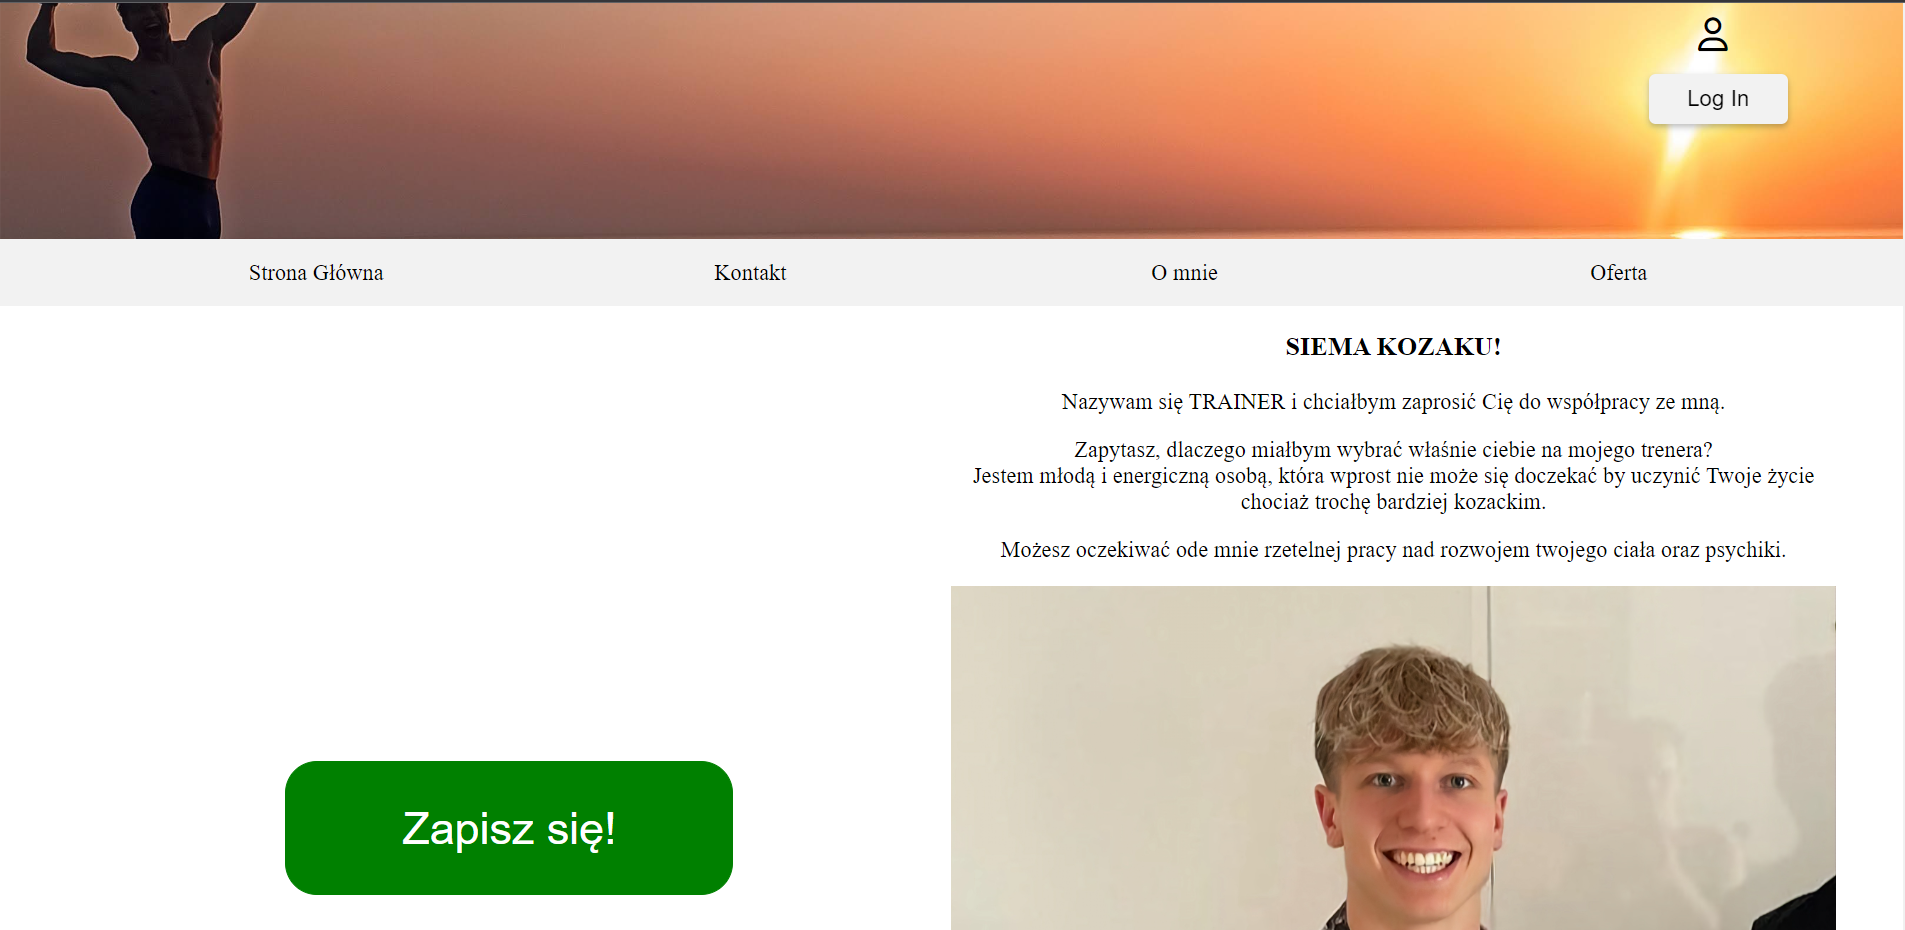 Log In
Strona Główna
Kontakt
O mnie
Oferta
SIEMA KOZAKU!
Nazywam się TRAINER i chciałbym zaprosić Cię do współpracy ze mną.
Zapytasz, dlaczego miałbym wybrać właśnie ciebie na mojego trenera?
Jestem młodą i energiczną osobą, która wprost nie może się doczekać by uczynić Twoje życie
chociaż trochę bardziej kozackim.
Możesz oczekiwać ode mnie rzetelnej pracy nad rozwojem twojego ciała oraz psychiki.
Zapisz się!